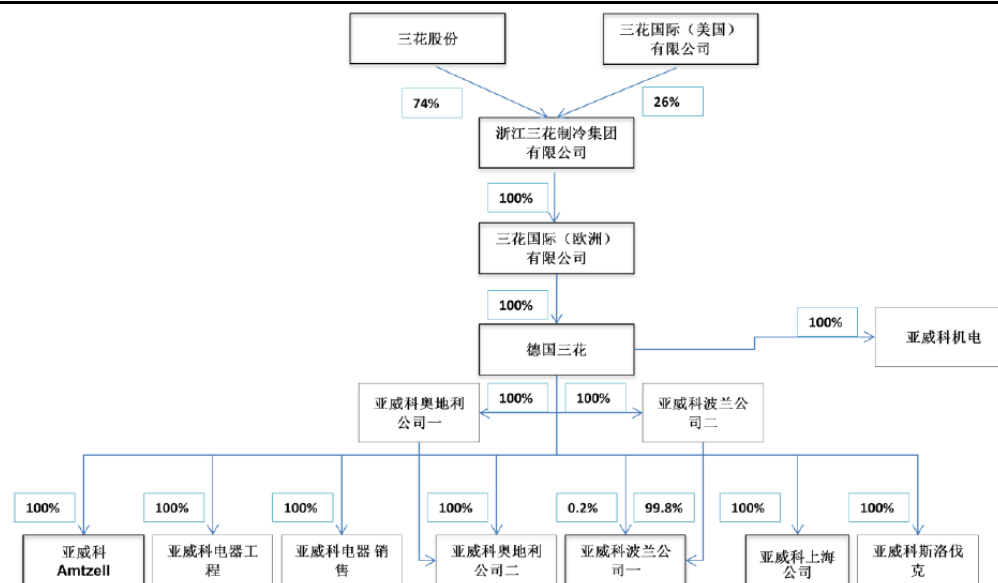 三花股份
三花国际（美国）
有限公司
74%
26%
浙江三花制冷集团
有限公司
100%
三花国际（欧洲）
有限公司
100%
德国三花
100%
亚威科机电
亚威科奥地利
公司一
100%
100%
亚威科波兰公
司二
100%
100%
100%
100%
0.2%
99.8%
100%
100%
亚威科
Amtzell
亚威科电器工
程
亚威科电器 销
售
亚威科奥地利
公司二
亚威科波兰公
司一
亚威科上海
公司
亚威科斯洛伐
克